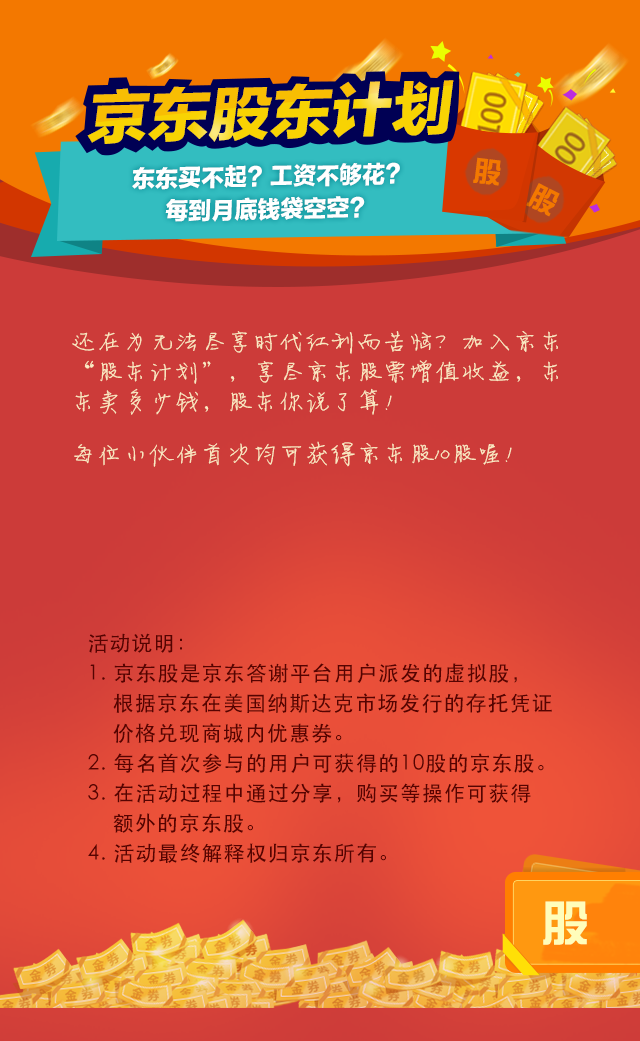 京东股东计划
东东买不起？工资不够花？
每到月底钱袋空空？
100
00
股
股
还在为无法尽享时代红利而苦恼？加入京东
“股东计划”，享尽京东股票增值收益，东
东卖多少钱，股东你说了算！
每位小伙伴首次均可获得京东股10股喔！
活动说明：
1. 京东股是京东答谢平台用户派发的虚拟股，
根据京东在美国纳斯达克市场发行的存托凭证
价格兑现商城内优惠券。
2. 每名首次参与的用户可获得的10股的京东股。
3. 在活动过程中通过分享，购买等操作可获得
额外的京东股。
4. 活动最终解释权归京东所有。
股
金券